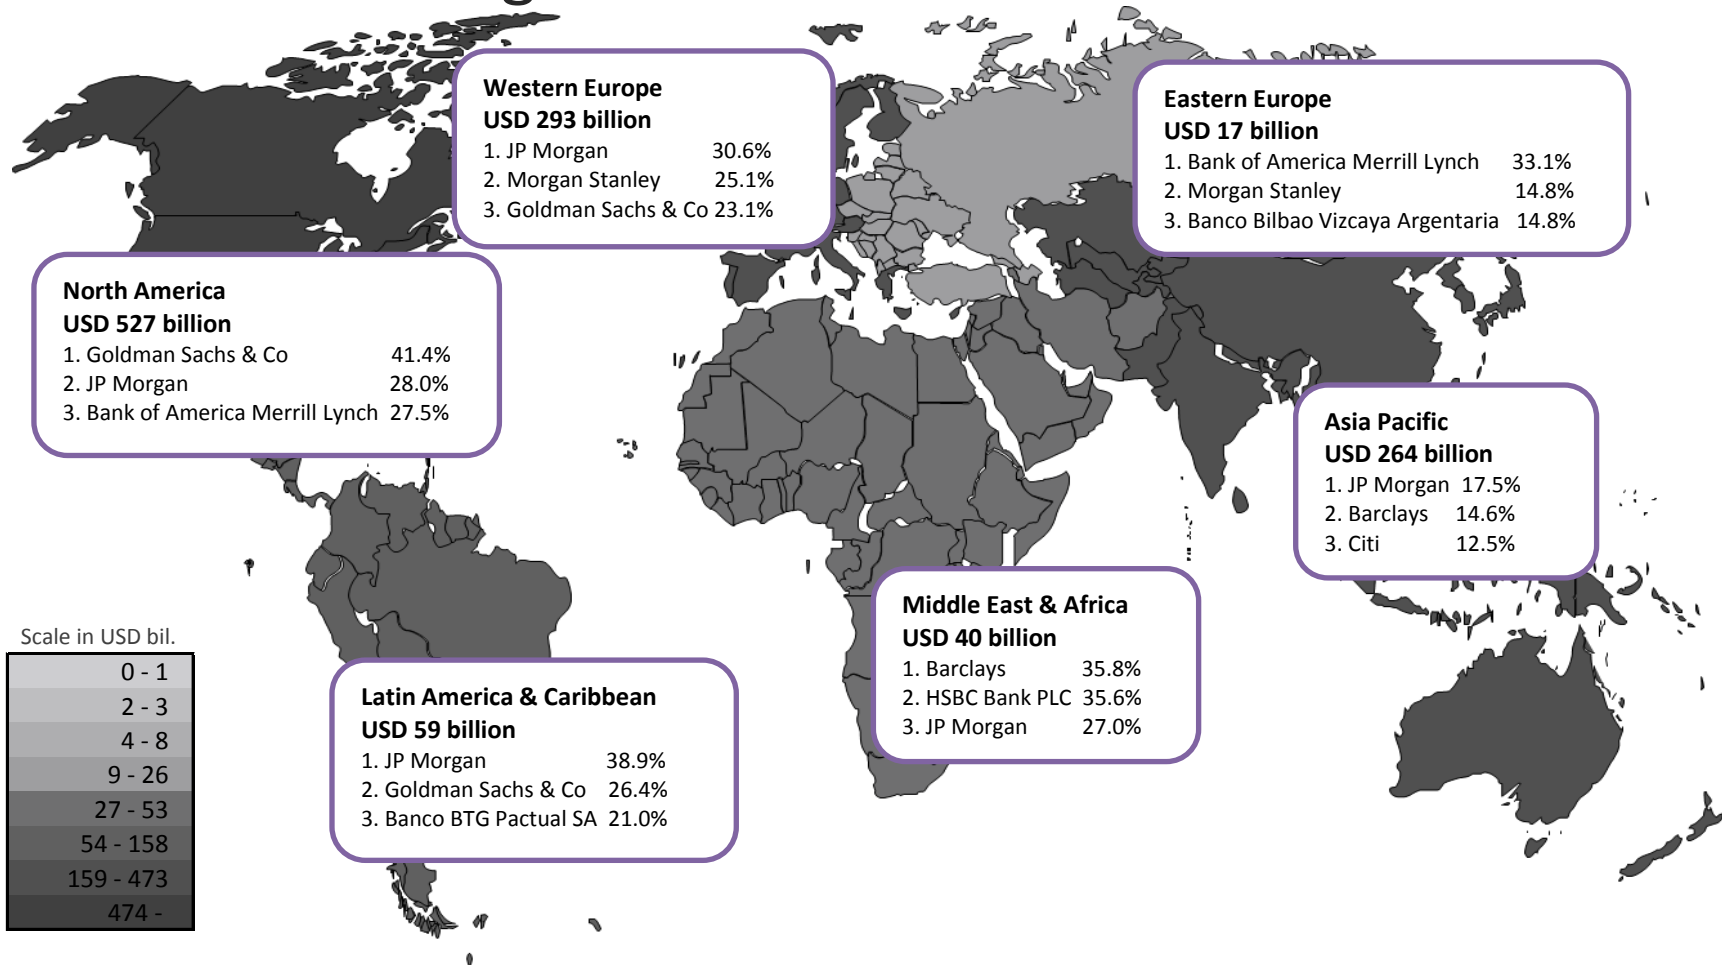 Western Europe
USD 293 billion
1. JP Morgan 30.6%
2. Morgan Stanley 25.1%
3. Goldman Sachs & Co 23.1%
Eastern Europe
USD 17 billion
1. Bank of America Merrill Lynch 33.1%
2. Morgan Stanley 14.8%
3. Banco Bilbao Vizcaya Argentaria 14.8%
North America
USD 527 billion
1. Goldman Sachs & Co 41.4%
2. JP Morgan 28.0%
3. Bank of America Merrill Lynch 27.5%
Asia Pacific
USD 264 billion
1. JP Morgan 17.5%
2. Barclays 14.6%
3. Citi 12.5%
Middle East & Africa
USD 40 billion
1. Barclays 35.8%
2. HSBC Bank PLC 35.6%
3. JP Morgan 27.0%
Latin America & Caribbean
USD 59 billion
1. JP Morgan 38.9%
2. Goldman Sachs & Co 26.4%
3. Banco BTG Pactual SA 21.0%
Scale in USD bil.
0 - 1
2 - 3
4 - 8
9 - 26
27 - 53
54 - 158
159 - 473
474 -